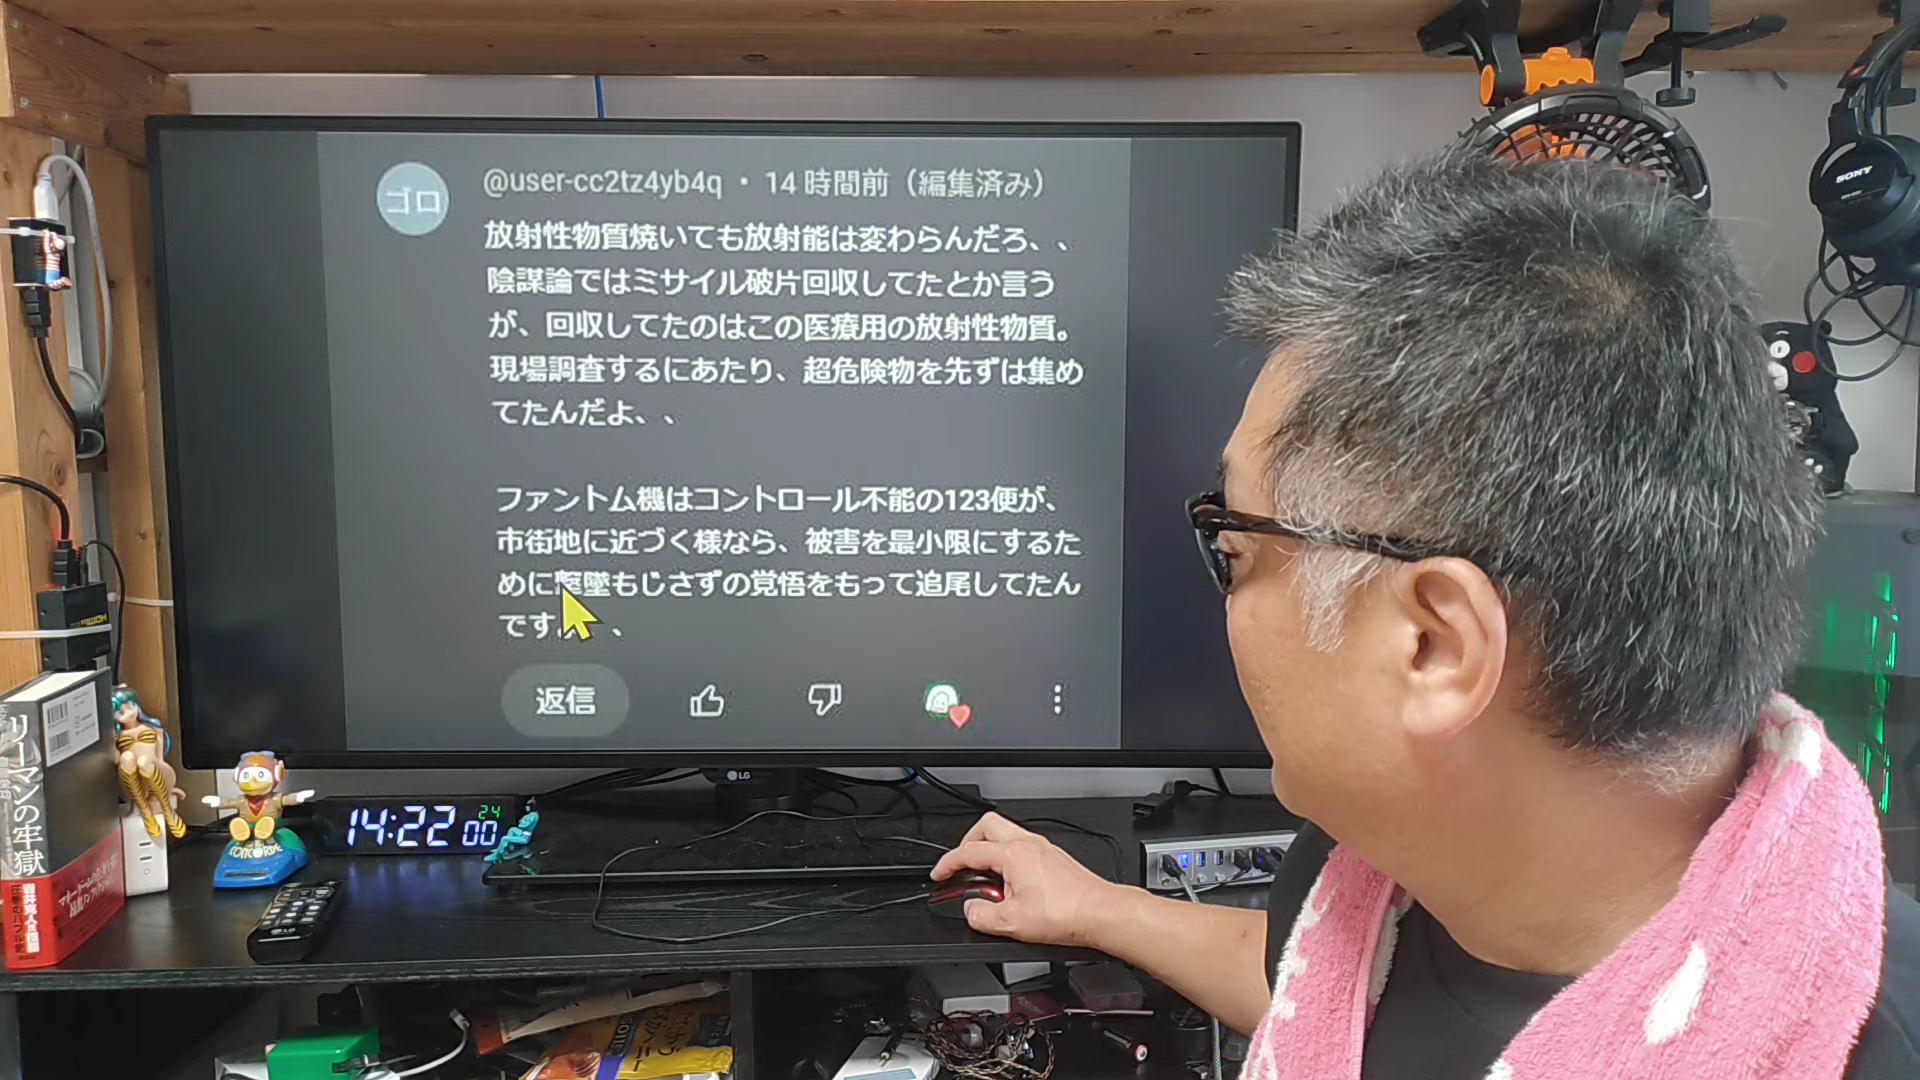 ゴロ
@user-cc2tz4yb4q・14 時間前（編集済み）
放射性物質焼いても放射能は変わらんだろ、、
陰謀論ではミサイル破片回収してたとか言う
が、回収してたのはこの医療用の放射性物質。
現場調査するにあたり、超危険物を先ずは集め
てたんだよ、、
ファントム機はコントロール不能の123便が、
市街地に近づく様なら、被害を最小限にするた
めに撃墜もじさずの覚悟をもって追尾してたん
です、
返信
LG
14:22 00
24
CONCORDE
リーマンの牢獄
SONY
LG